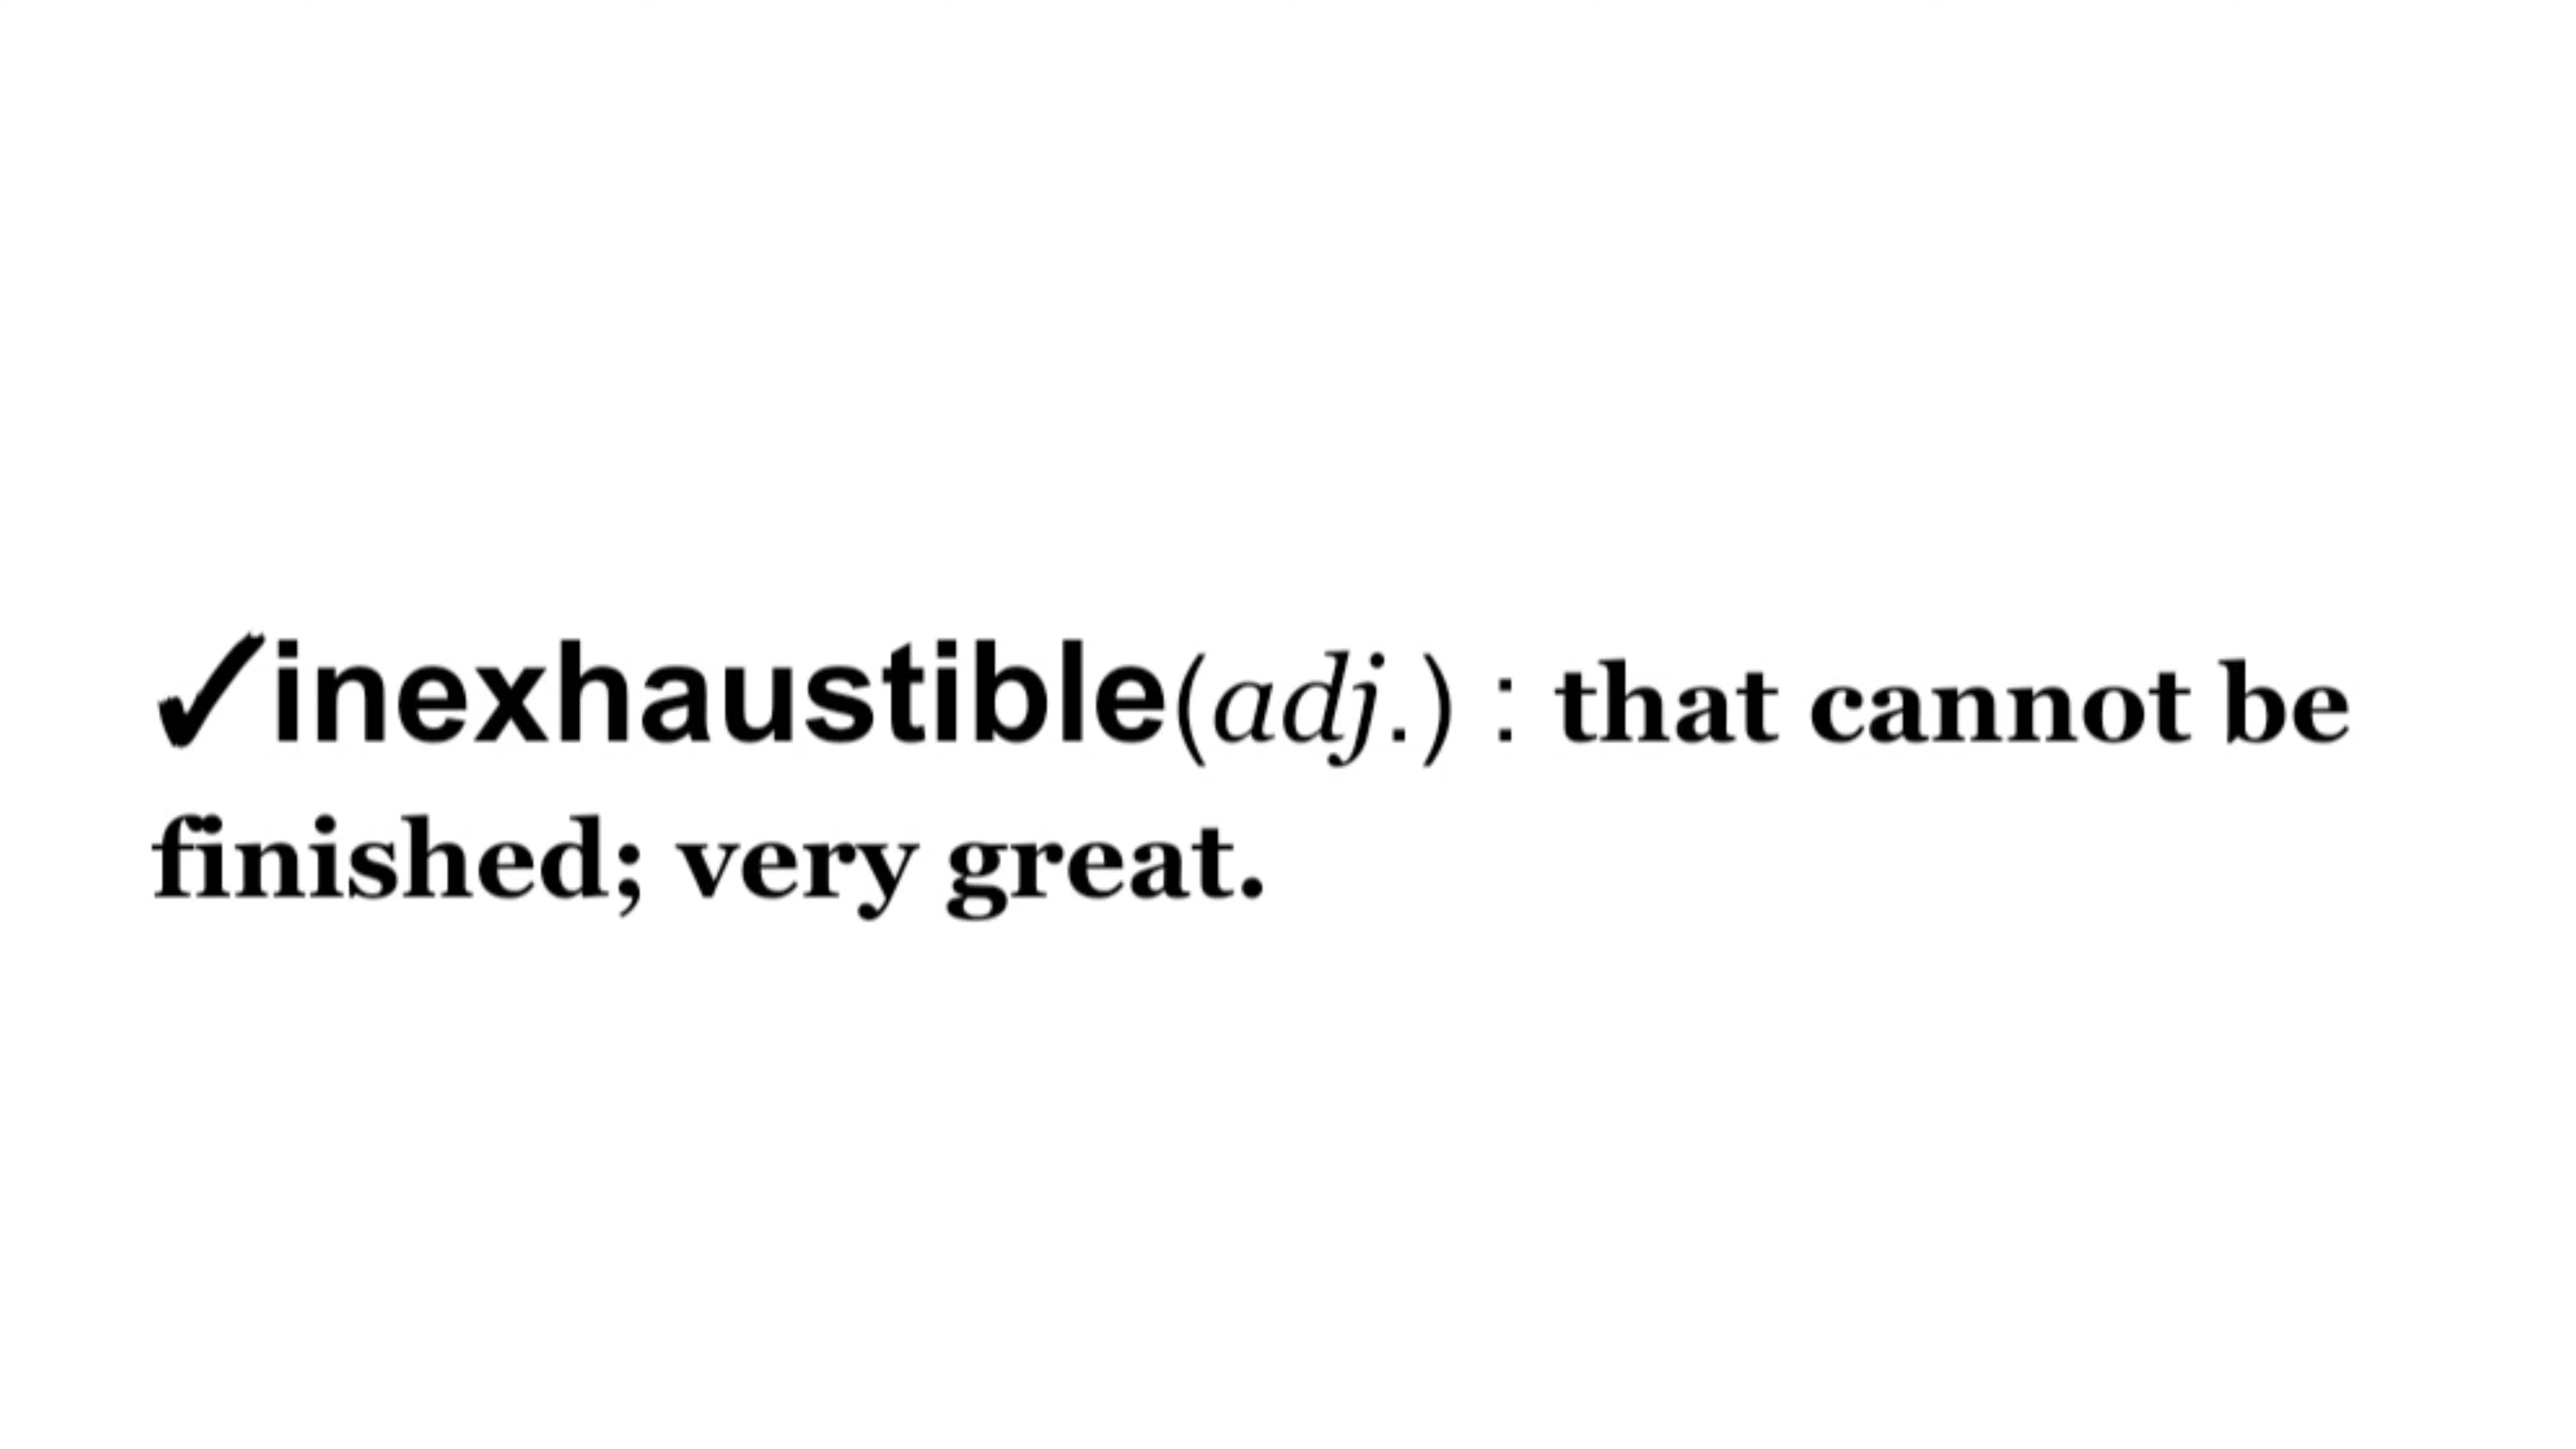 ✓inexhaustible(adj.) : that cannot be
finished; very great.